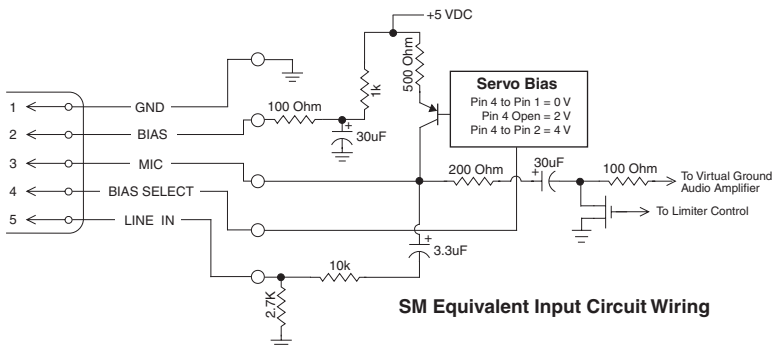 +5 VDC
500 Ohm
1k
Servo Bias
Pin 4 to Pin 1 = 0 V
Pin 4 Open = 2 V
Pin 4 to Pin 2 = 4 V
1 GND
100 Ohm
2 BIAS
+
30uF
3 MIC
200 Ohm
30uF
+
100 Ohm
To Virtual Ground
Audio Amplifier
4 BIAS SELECT
To Limiter Control
5 LINE IN
+
3.3uF
10k
2.7K
SM Equivalent Input Circuit Wiring